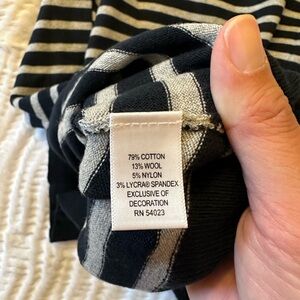 79% COTTON
13% WOOL
5% NYLON
3% LYCRA® SPANDEX
EXCLUSIVE OF
DECORATION
RN 54023